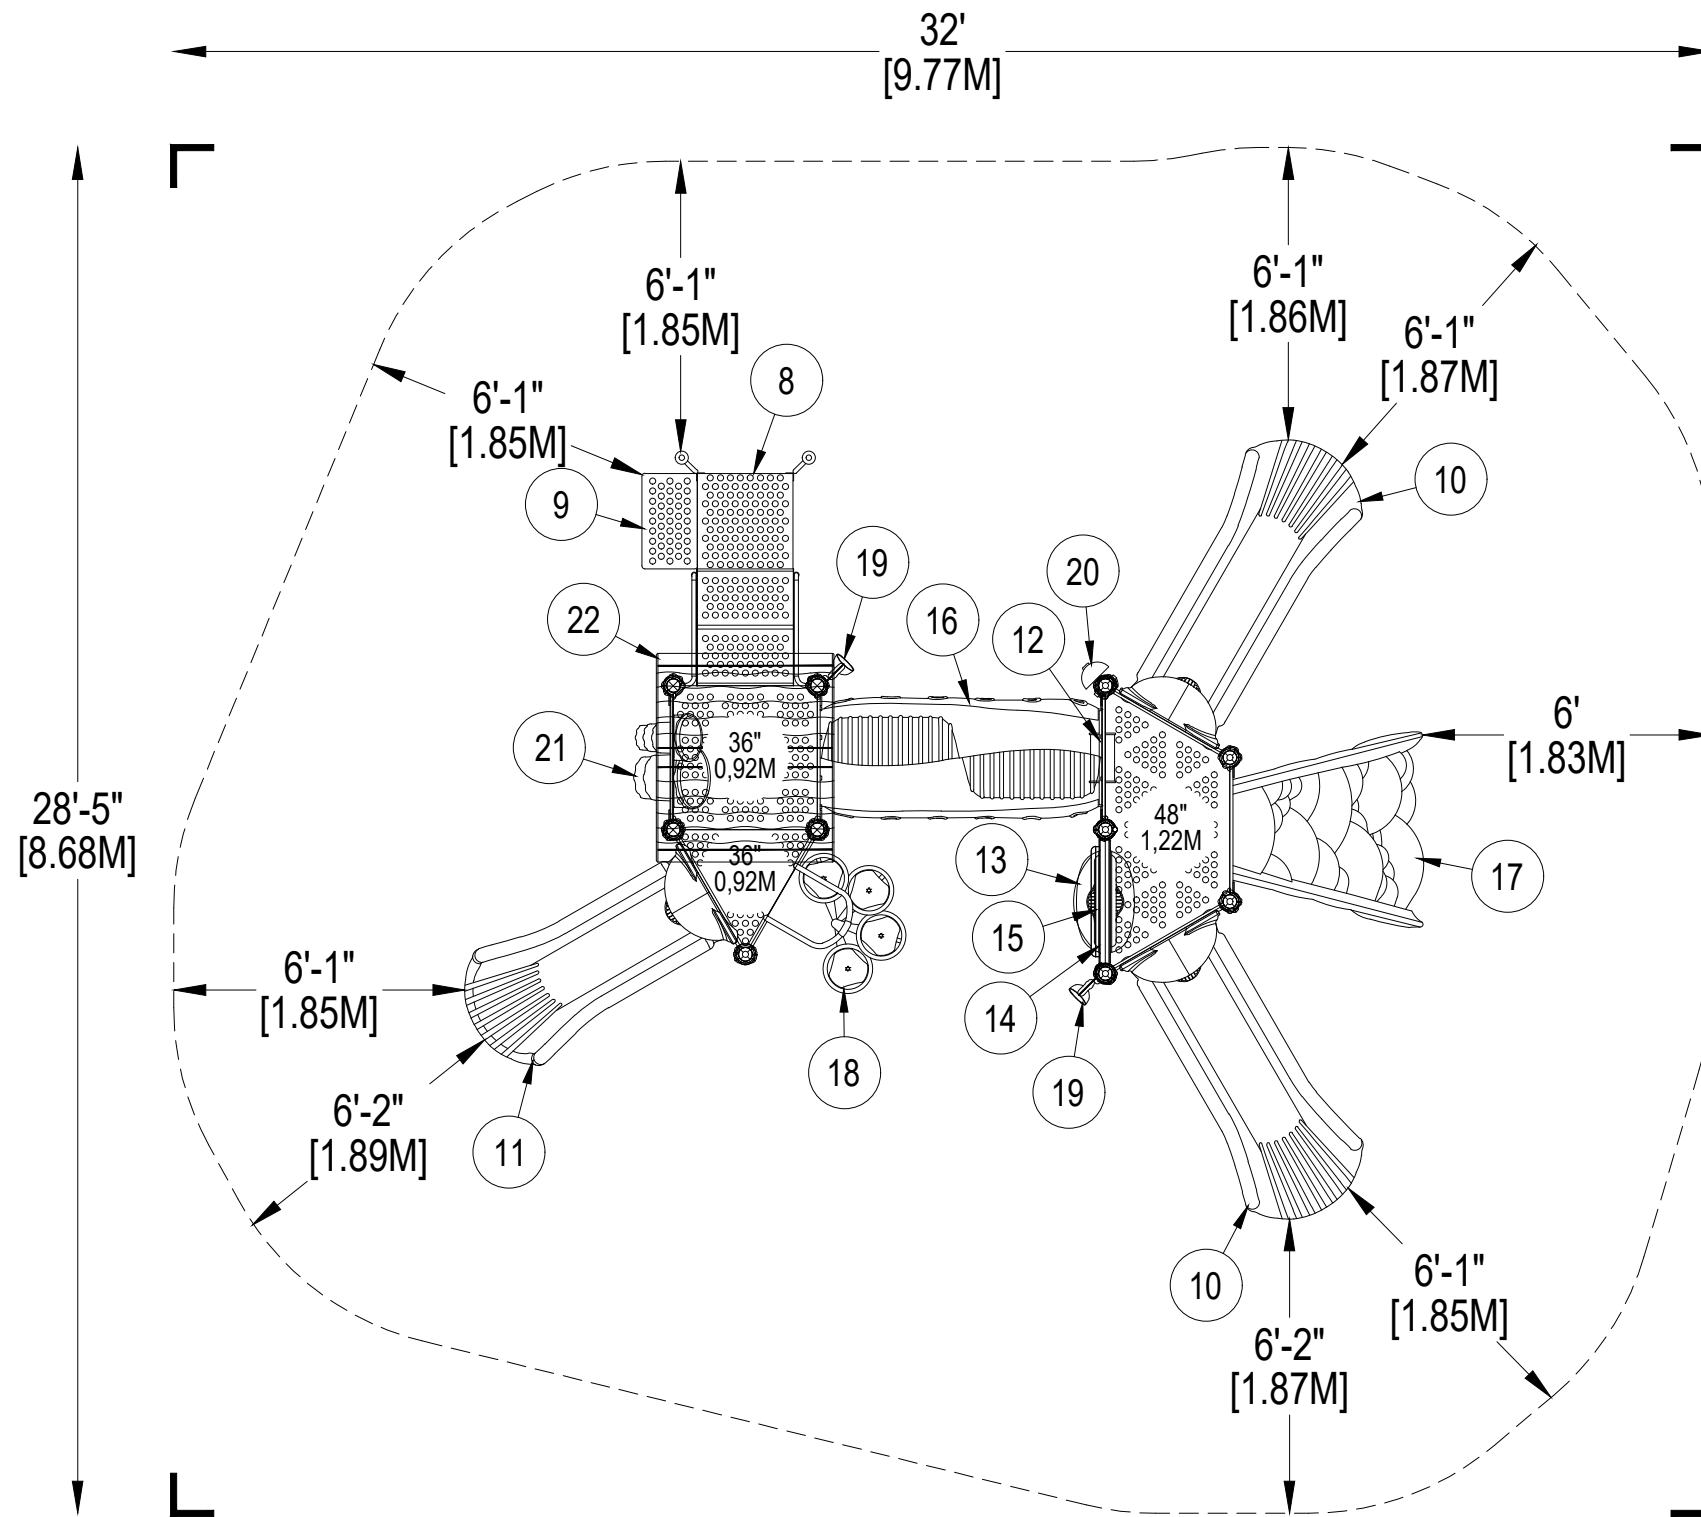 32'
[9.77M]
6'-1"
[1.85M]
6'-1"
[1.86M]
6'-1"
[1.87M]
8
6'-1"
[1.85M]
9
10
19
20
22
16
12
6'
[1.83M]
21
36"
0,92M
28'-5"
[8.68M]
48"
1,22M
36"
0,92M
13
17
15
6'-1"
[1.85M]
14
18
19
6'-2"
[1.89M]
11
10
6'-1"
[1.85M]
6'-2"
[1.87M]